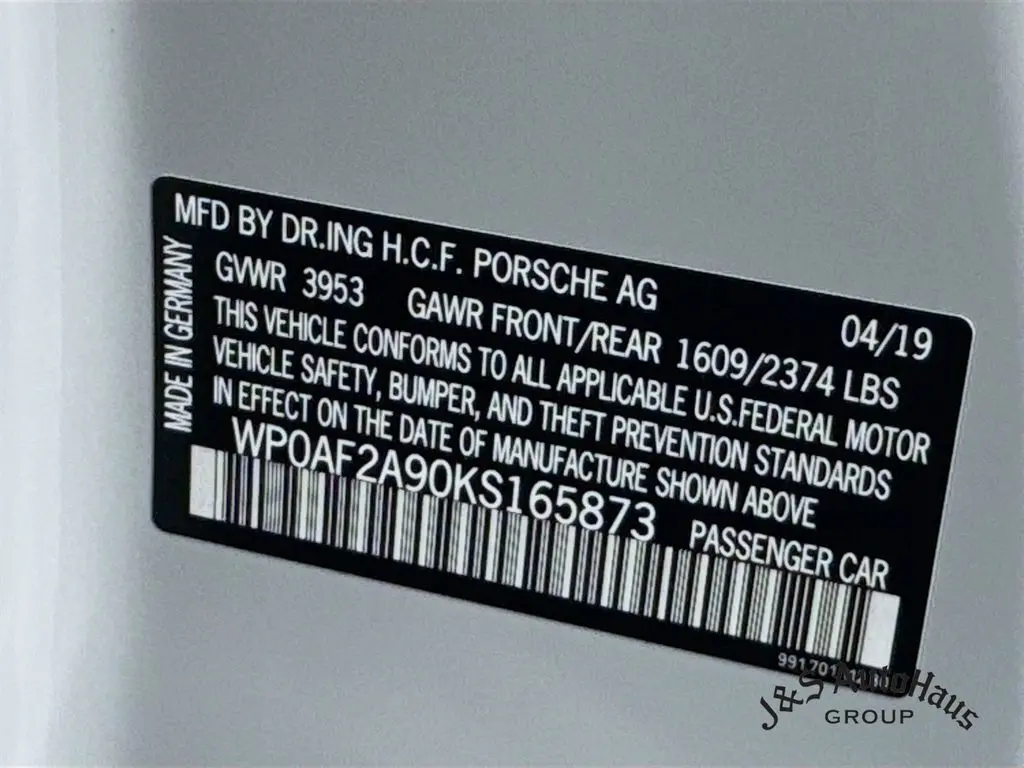 MFD BY DR.ING H.C.F. PORSCHE AG
04/19
MADE IN GERMANY
GVWR 3953 GAWR FRONT/REAR 1609/2374 LBS
THIS VEHICLE CONFORMS TO ALL APPLICABLE U.S.FEDERAL MOTOR
VEHICLE SAFETY, BUMPER, AND THEFT PREVENTION STANDARDS
IN EFFECT ON THE DATE OF MANUFACTURE SHOWN ABOVE
WP0AF2A90KS165873 PASSENGER CAR
J&S AutoHaus
GROUP